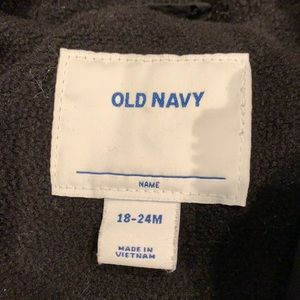 OLD NAVY
NAME
18-24M
MADE IN
VIETNAM